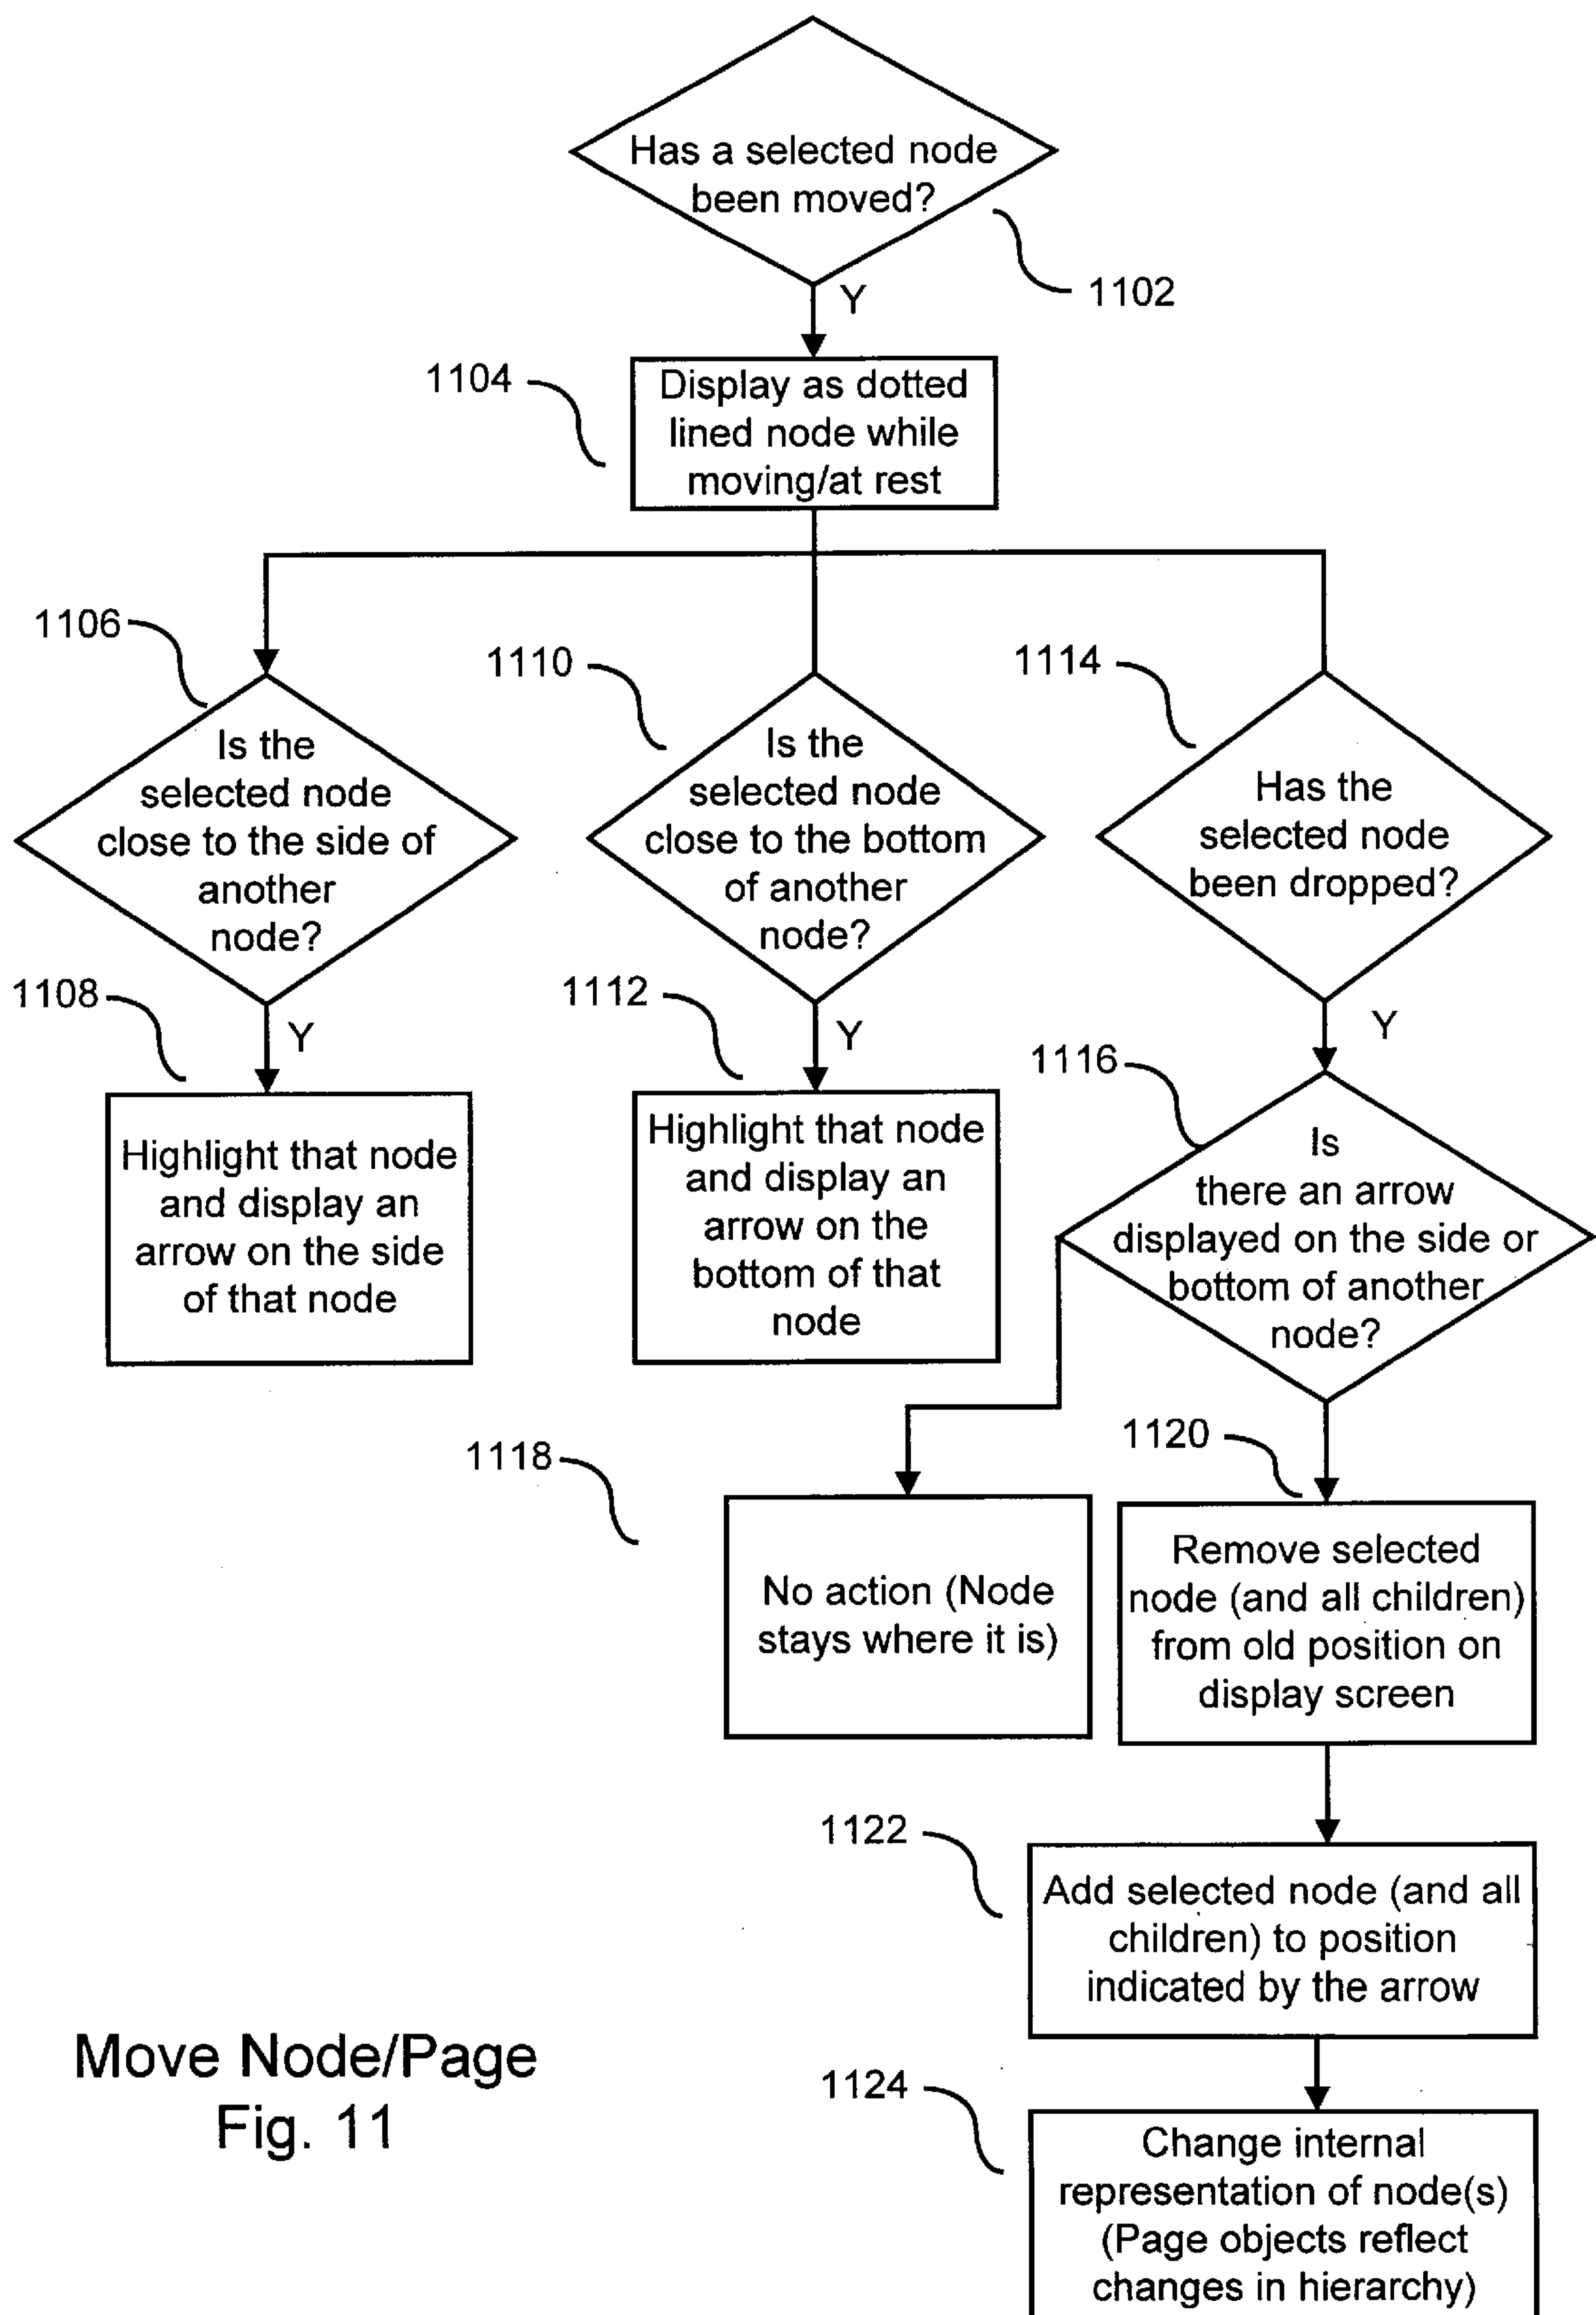 Has a selected node
been moved?
Y
1102
1104
Display as dotted
lined node while
moving/at rest
1106
Is the
selected node
close to the side of
another
node?
1110
Is the
selected node
close to the bottom
of another
node?
1114
Has the
selected node
been dropped?
1108
Y
Highlight that node
and display an
arrow on the side
of that node
1112
Y
Highlight that node
and display an
arrow on the
bottom of that
node
Y
1116
Is
there an arrow
displayed on the side or
bottom of another
node?
1118
No action (Node
stays where it is)
1120
Remove selected
node (and all children)
from old position on
display screen
1122
Add selected node (and all
children) to position
indicated by the arrow
1124
Change internal
representation of node(s)
(Page objects reflect
changes in hierarchy)
Move Node/Page
Fig. 11